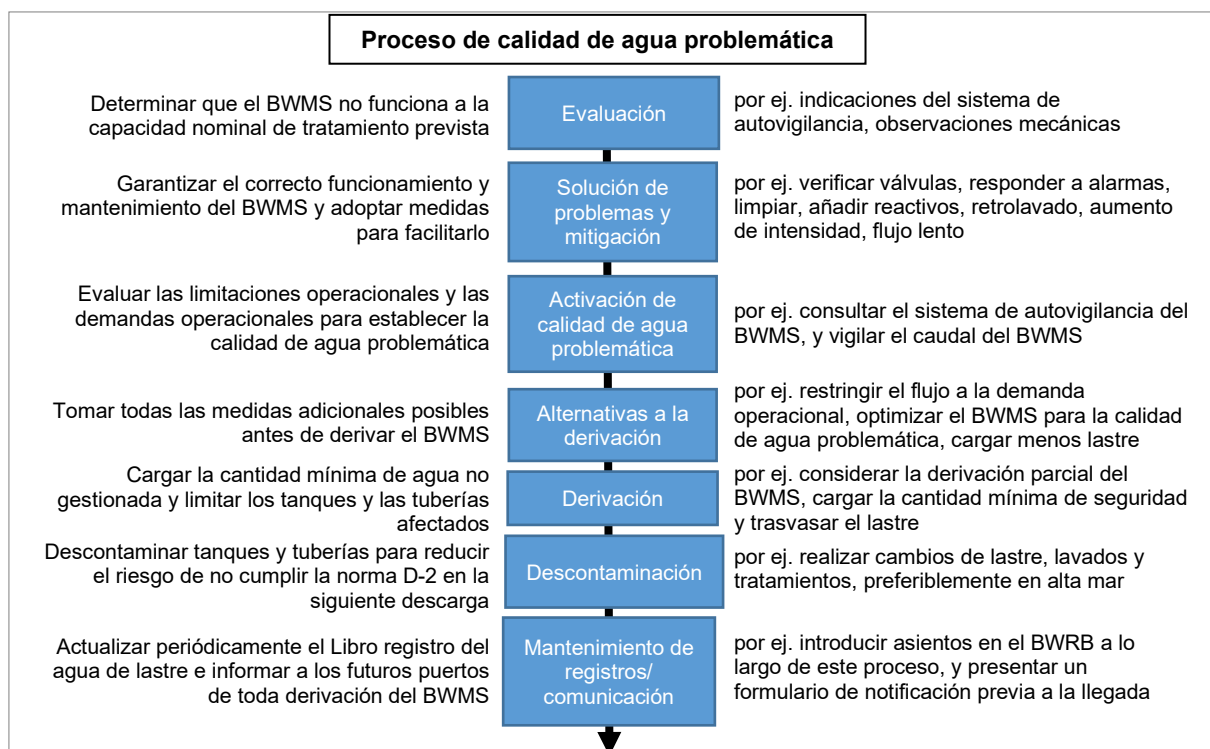 Proceso de calidad de agua problemática
Determinar que el BWMS no funciona a la
capacidad nominal de tratamiento prevista
Evaluación
por ej. indicaciones del sistema de
autovigilancia, observaciones mecánicas
Garantizar el correcto funcionamiento y
mantenimiento del BWMS y adoptar medidas
para facilitarlo
Solución de
problemas y
mitigación
por ej. verificar válvulas, responder a alarmas,
limpiar, añadir reactivos, retrolavado, aumento
de intensidad, flujo lento
Evaluar las limitaciones operacionales y las
demandas operacionales para establecer la
calidad de agua problemática
Activación de
calidad de agua
problemática
por ej. consultar el sistema de autovigilancia del
BWMS, y vigilar el caudal del BWMS
Tomar todas las medidas adicionales posibles
antes de derivar el BWMS
Alternativas a la
derivación
por ej. restringir el flujo a la demanda
operacional, optimizar el BWMS para la calidad
de agua problemática, cargar menos lastre
Cargar la cantidad mínima de agua no
gestionada y limitar los tanques y las tuberías
afectados
Derivación
por ej. considerar la derivación parcial del
BWMS, cargar la cantidad mínima de seguridad
y trasvasar el lastre
Descontaminar tanques y tuberías para reducir
el riesgo de no cumplir la norma D-2 en la
siguiente descarga
Descontaminación
por ej. realizar cambios de lastre, lavados y
tratamientos, preferiblemente en alta mar
Actualizar periódicamente el Libro registro del
agua de lastre e informar a los futuros puertos
de toda derivación del BWMS
Mantenimiento de
registros/
comunicación
por ej. introducir asientos en el BWRB a lo
largo de este proceso, y presentar un
formulario de notificación previa a la llegada